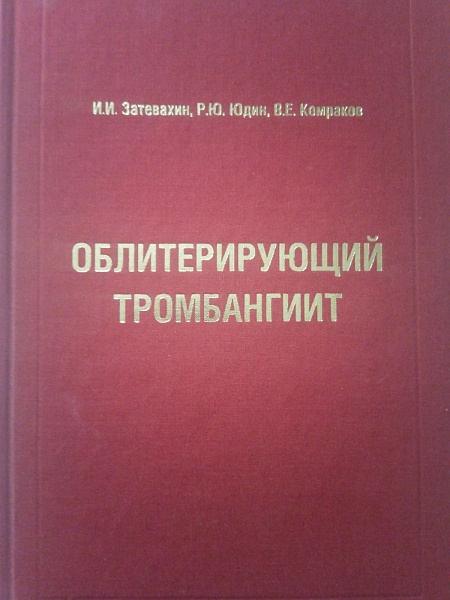 И.И. Затевахин, Р.Ю. Юдин, В.Е. Комраков
ОБЛИТЕРИРУЮЩИЙ
ТРОМБАНГИИТ